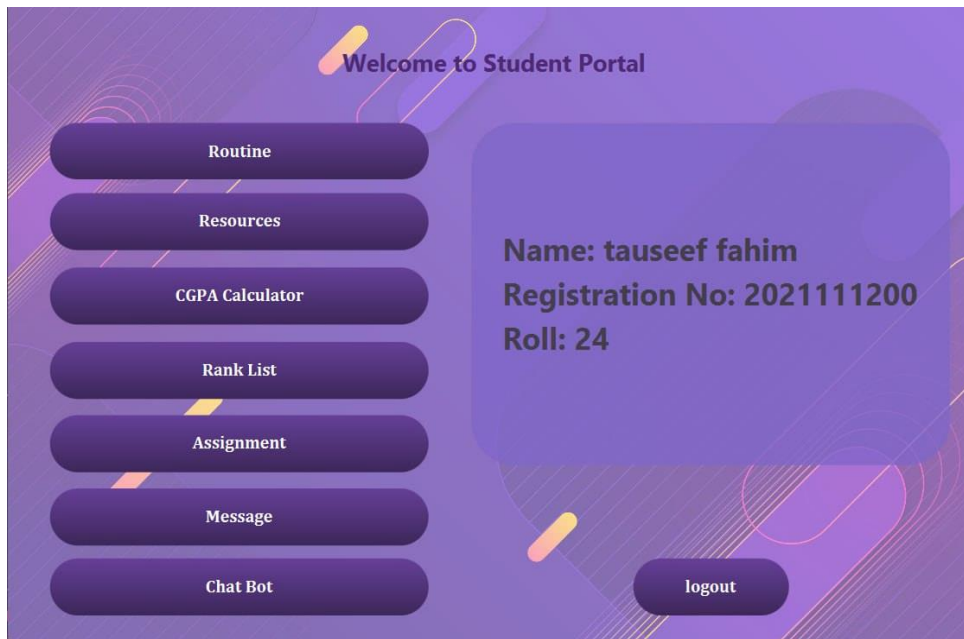 Welcome to Student Portal
Routine
Resources
CGPA Calculator
Rank List
Assignment
Message
Chat Bot
Name: tauseef fahim
Registration No: 2021111200
Roll: 24
logout